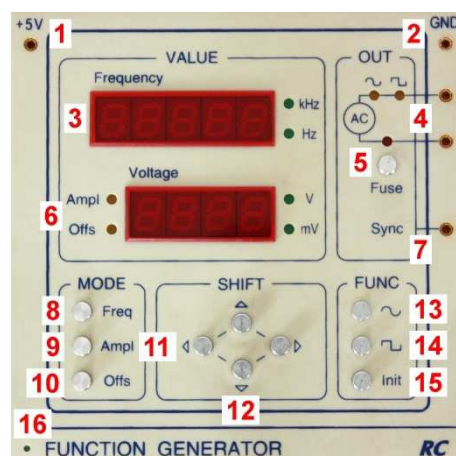 +5V 1 2 GND
VALUE OUT
Frequency
3 kHz
Hz
AC 4
5
Fuse
Voltage
6 Ampl V
Offs mV
Sync
7
MODE SHIFT FUNC
8 Freq 13
9 Ampl 11 14
10 Offs 12 Init 15
16
FUNCTION GENERATOR RC